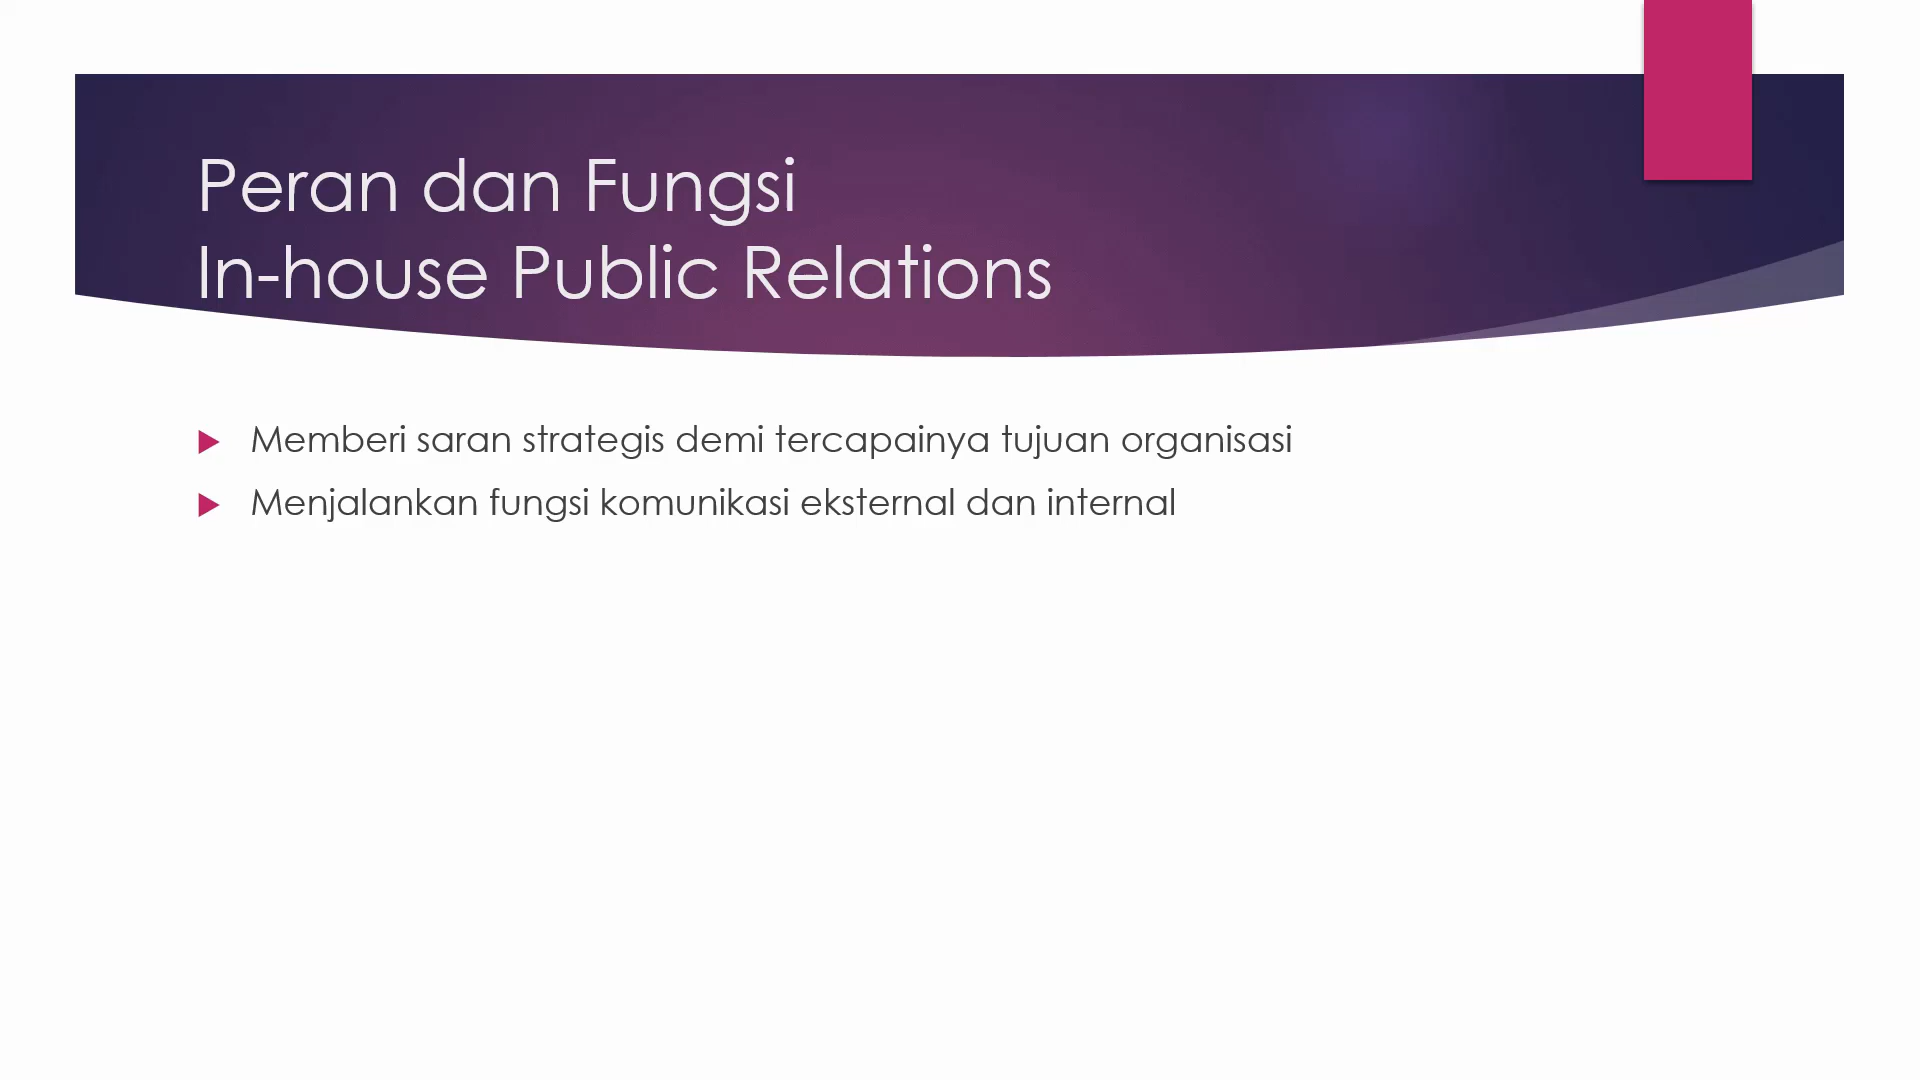 Peran dan Fungsi
In-house Public Relations
Memberi saran strategis demi tercapainya tujuan organisasi
Menjalankan fungsi komunikasi eksternal dan internal